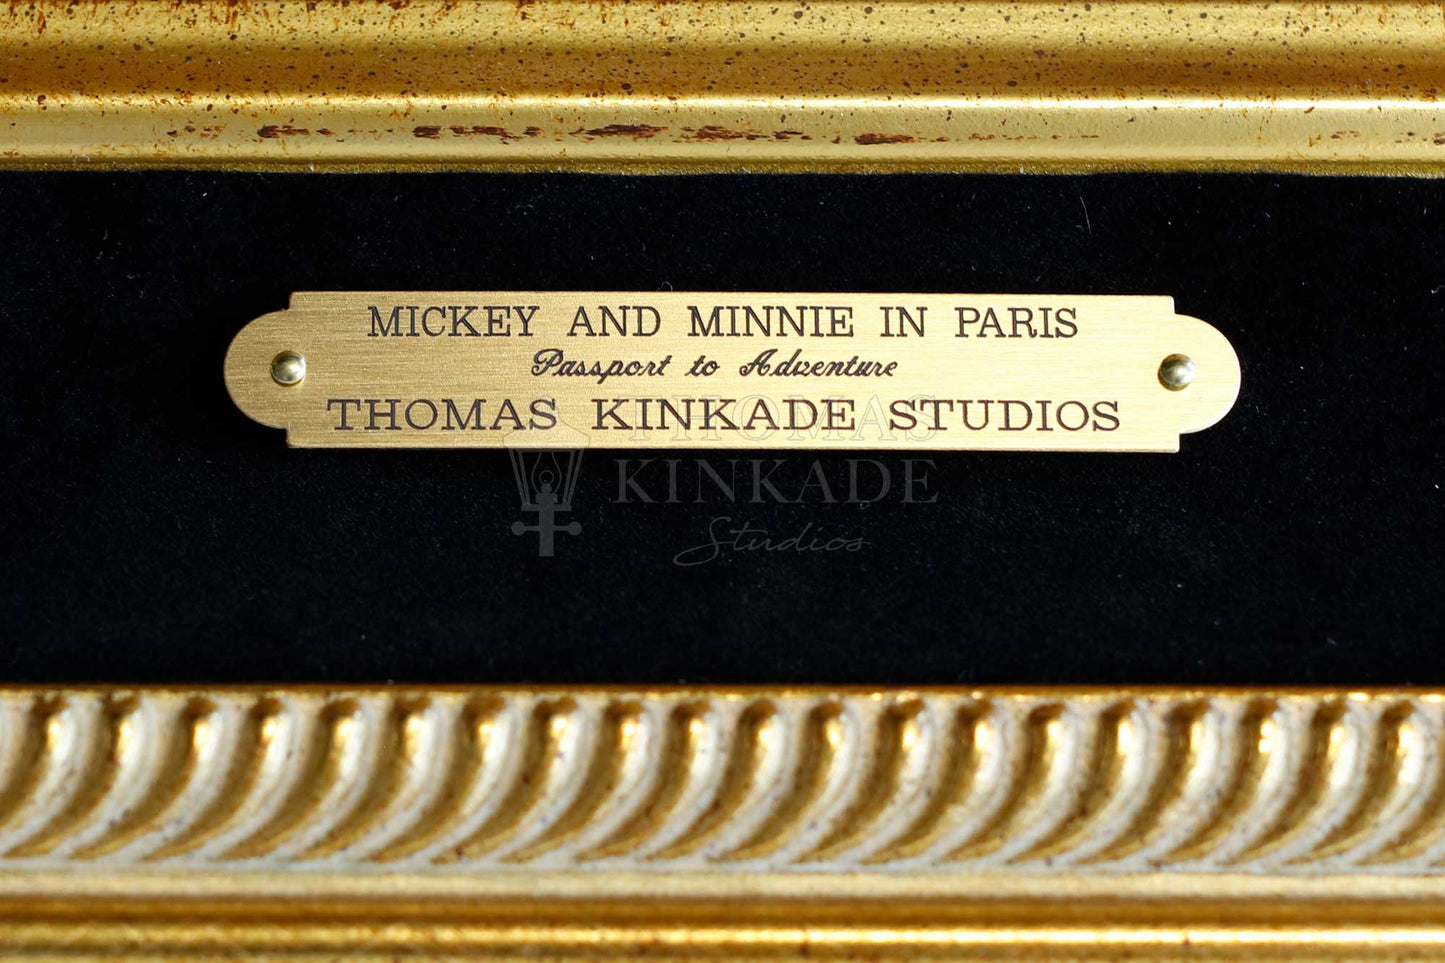 MICKEY AND MINNIE IN PARIS
Passport to Adventure
THOMAS KINKADE STUDIOS
THOMAS
KINKADE
Studios